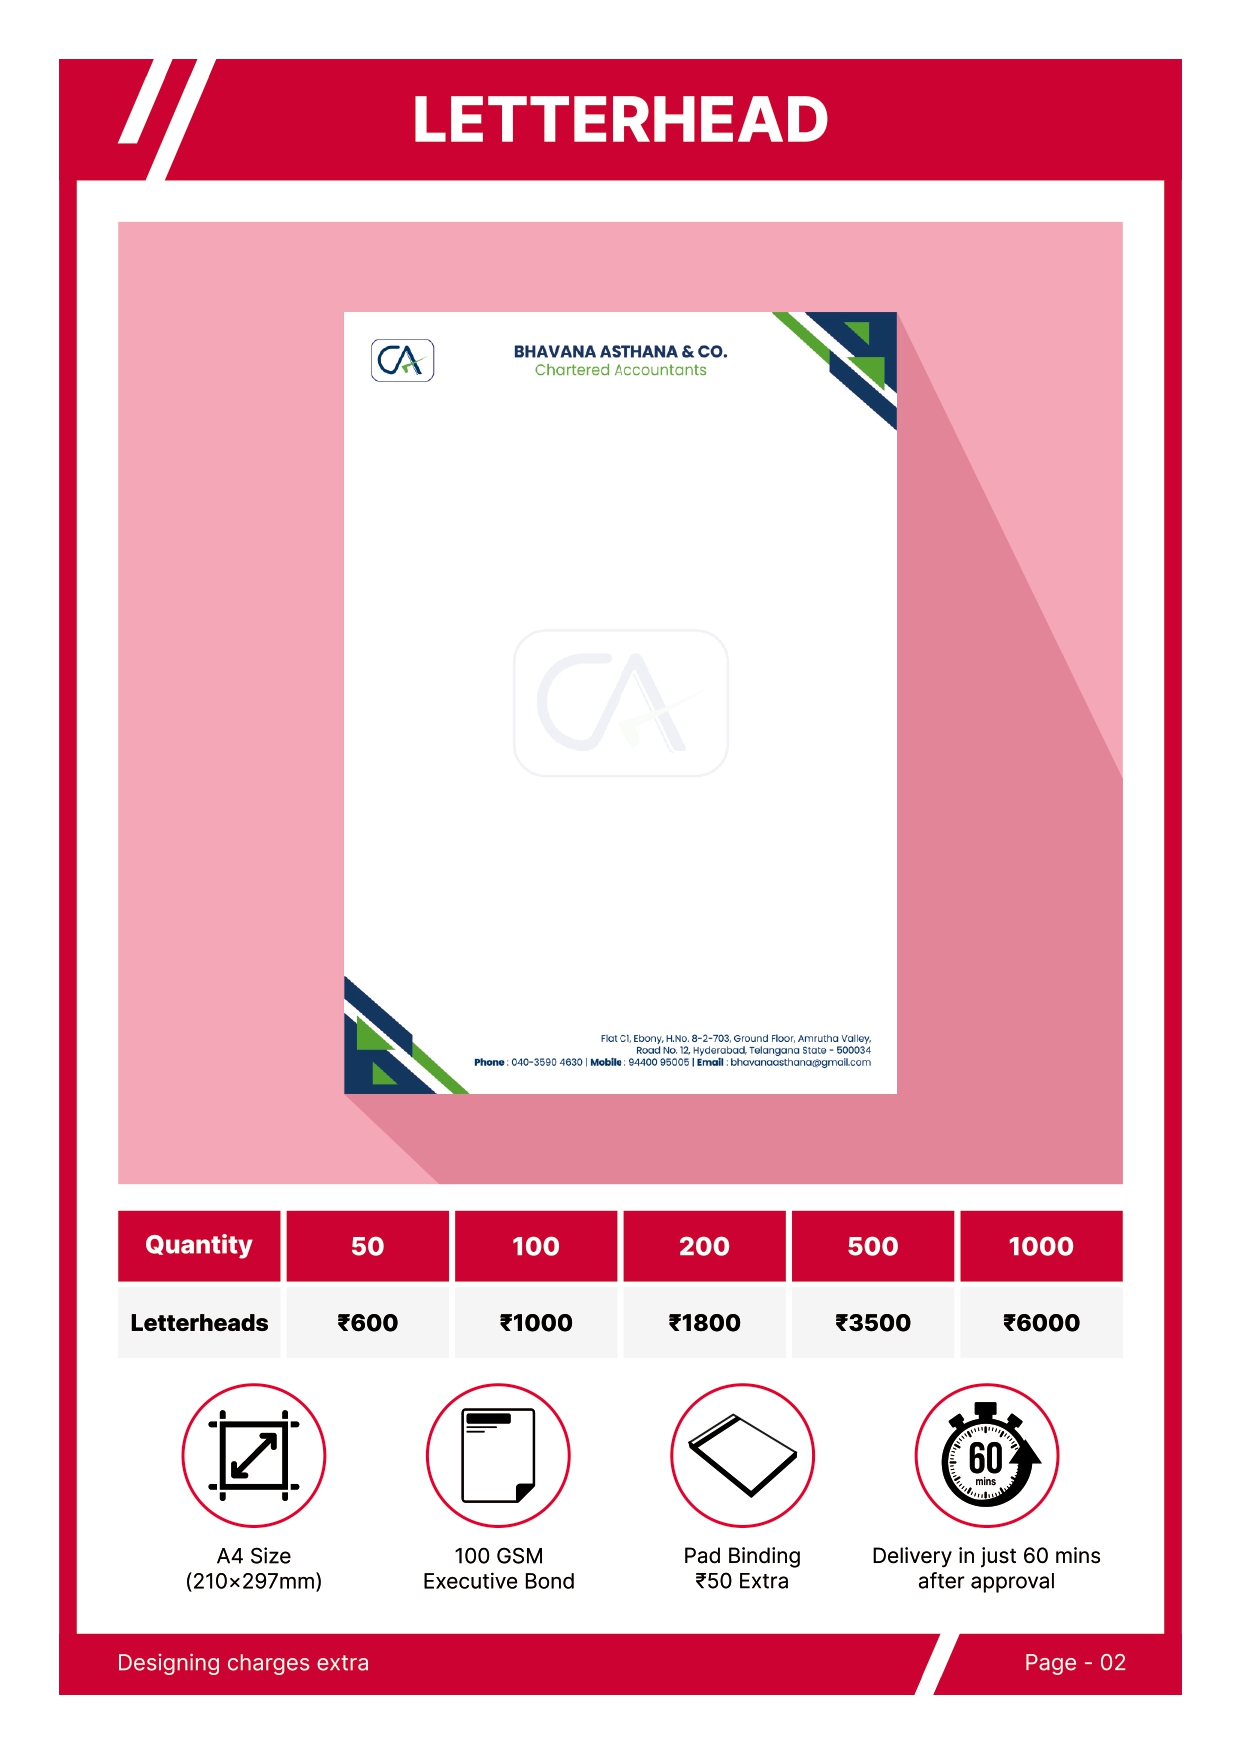 LETTERHEAD
CA
BHAVANA ASTHANA & CO.
Chartered Accountants
CA
Flat C1, Ebony, H.No. 8-2-703, Ground Floor, Amrutha Valley,
Road No. 12, Hyderabad, Telangana State - 500034
Phone : 040-3590 4630 | Mobile : 94400 95005 | Email : bhavanaasthana@gmail.com
Quantity 50 100 200 500 1000
Letterheads ₹600 ₹1000 ₹1800 ₹3500 ₹6000
60
mins
A4 Size
(210×297mm)
100 GSM
Executive Bond
Pad Binding
₹50 Extra
Delivery in just 60 mins
after approval
Designing charges extra
Page - 02